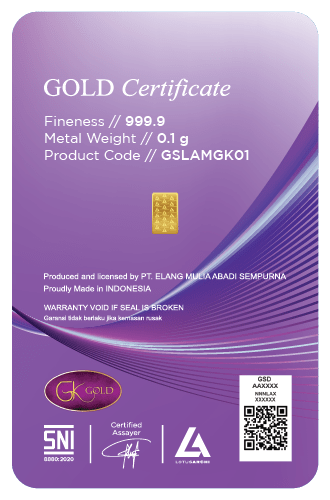 GOLD Certificate
Fineness // 999.9
Metal Weight // 0.1 g
Product Code // GSLAMGK01
Produced and licensed by PT. ELANG MULIA ABADI SEMPURNA
Proudly Made in INDONESIA
WARRANTY VOID IF SEAL IS BROKEN
Garansi tidak berlaku jika kemasan rusak
GK GOLD
SNI
8880:2020
Certified
Assayer
LOTUSARCHI
GSD
AAXXXX
NNNLAX
XXXXXX